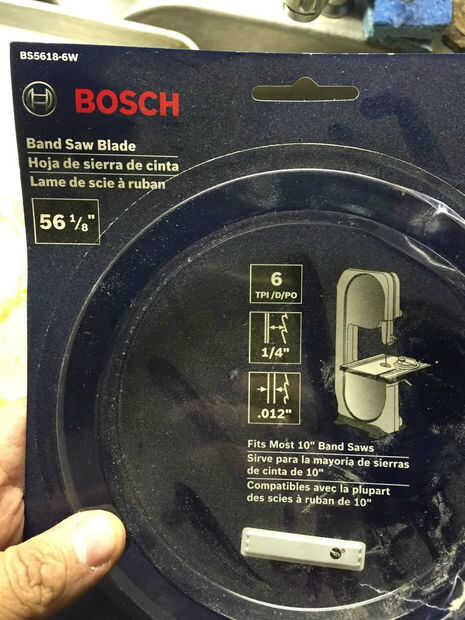 BS5618-6W
BOSCH
Band Saw Blade
Hoja de sierra de cinta
Lame de scie à ruban
56 1/8"
6
TPI /D/PO
1/4"
.012"
Fits Most 10" Band Saws
Sirve para la mayoría de sierras
de cinta de 10"
Compatibles avec la plupart
des scies à ruban de 10"